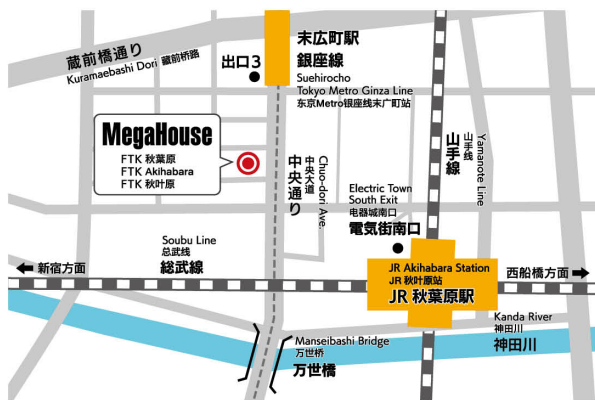 蔵前橋通り
Kuramaebashi Dori 蔵前桥路
出口3
末広町駅
銀座線
Suehirocho
Tokyo Metro Ginza Line
东京Metro银座线末广町站
MegaHouse
FTK 秋葉原
FTK Akihabara
FTK 秋叶原
中央通り
中央大道
Chuo-dori Ave.
山手線
山手线
Yamanote Line
Electric Town
South Exit
电器城南口
電気街南口
Soubu Line
总武线
総武線
← 新宿方面
JR Akihabara Station
JR 秋叶原站
JR 秋葉原駅
西船橋方面 →
Manseibashi Bridge
万世桥
万世橋
Kanda River
神田川
神田川